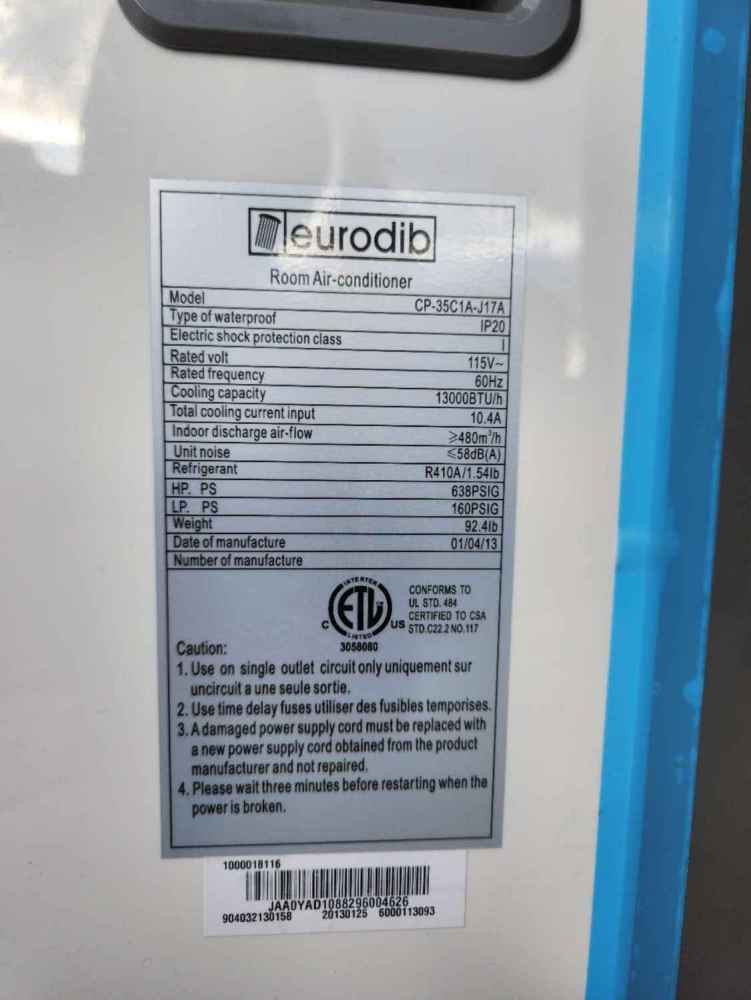 eurodib
Room Air-conditioner
Model CP-35C1A-J17A
Type of waterproof IP20
Electric shock protection class I
Rated volt 115V~
Rated frequency 60Hz
Cooling capacity 13000BTU/h
Total cooling current input 10.4A
Indoor discharge air-flow ≥480m³/h
Unit noise ≤58dB(A)
Refrigerant R410A/1.54lb
HP. PS 638PSIG
LP. PS 160PSIG
Weight 92.4lb
Date of manufacture 01/04/13
Number of manufacture
INTERTEK
ETL
C US
LISTED
3058080
CONFORMS TO
UL STD. 484
CERTIFIED TO CSA
STD.C22.2 NO.117
Caution:
1. Use on single outlet circuit only uniquement sur
uncircuit a une seule sortie.
2. Use time delay fuses utiliser des fusibles temporises.
3. A damaged power supply cord must be replaced with
a new power supply cord obtained from the product
manufacturer and not repaired.
4. Please wait three minutes before restarting when the
power is broken.
1000018116
JAA0YAD1088296004626
904032130158 20130125 6000113093